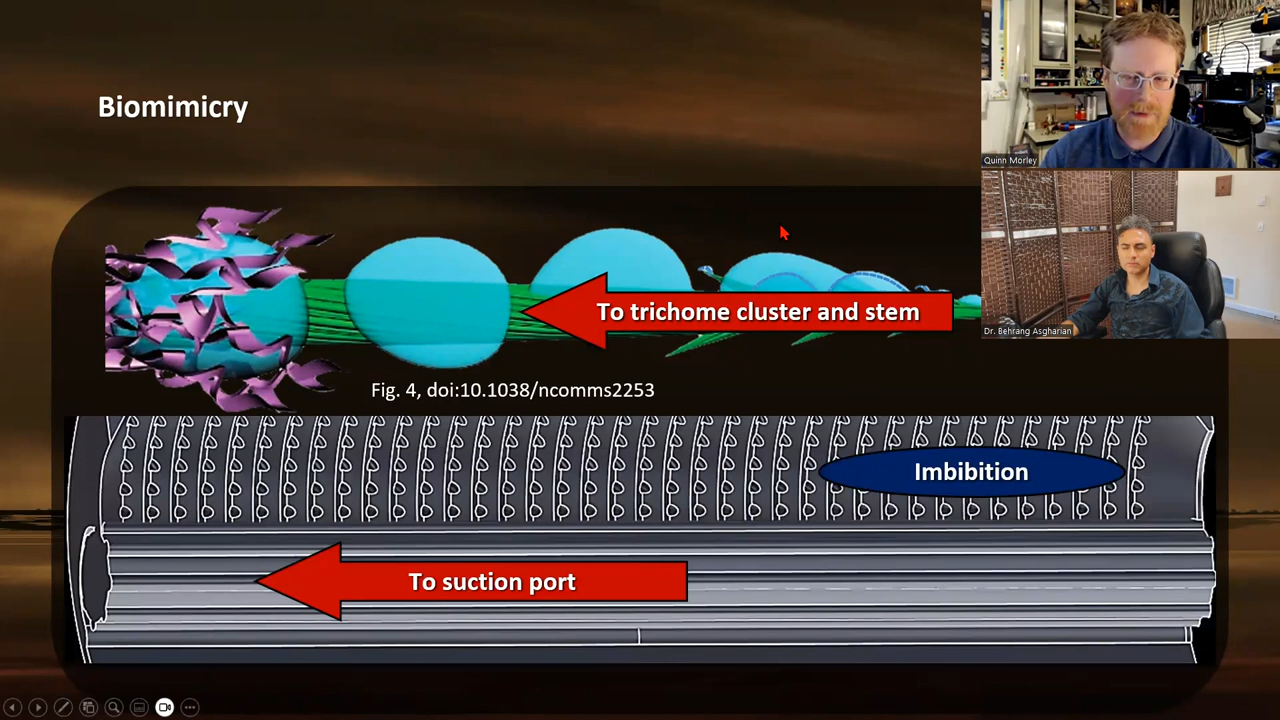 Biomimicry
Quinn Morley
To trichome cluster and stem
Dr. Behrang Asgharian
Fig. 4, doi:10.1038/ncomms2253
Imbibition
To suction port